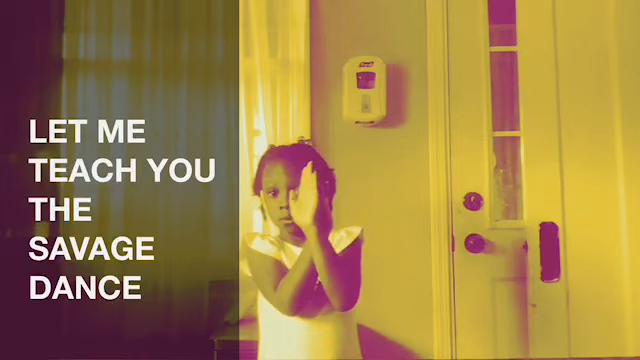 LET ME
TEACH YOU
THE
SAVAGE
DANCE